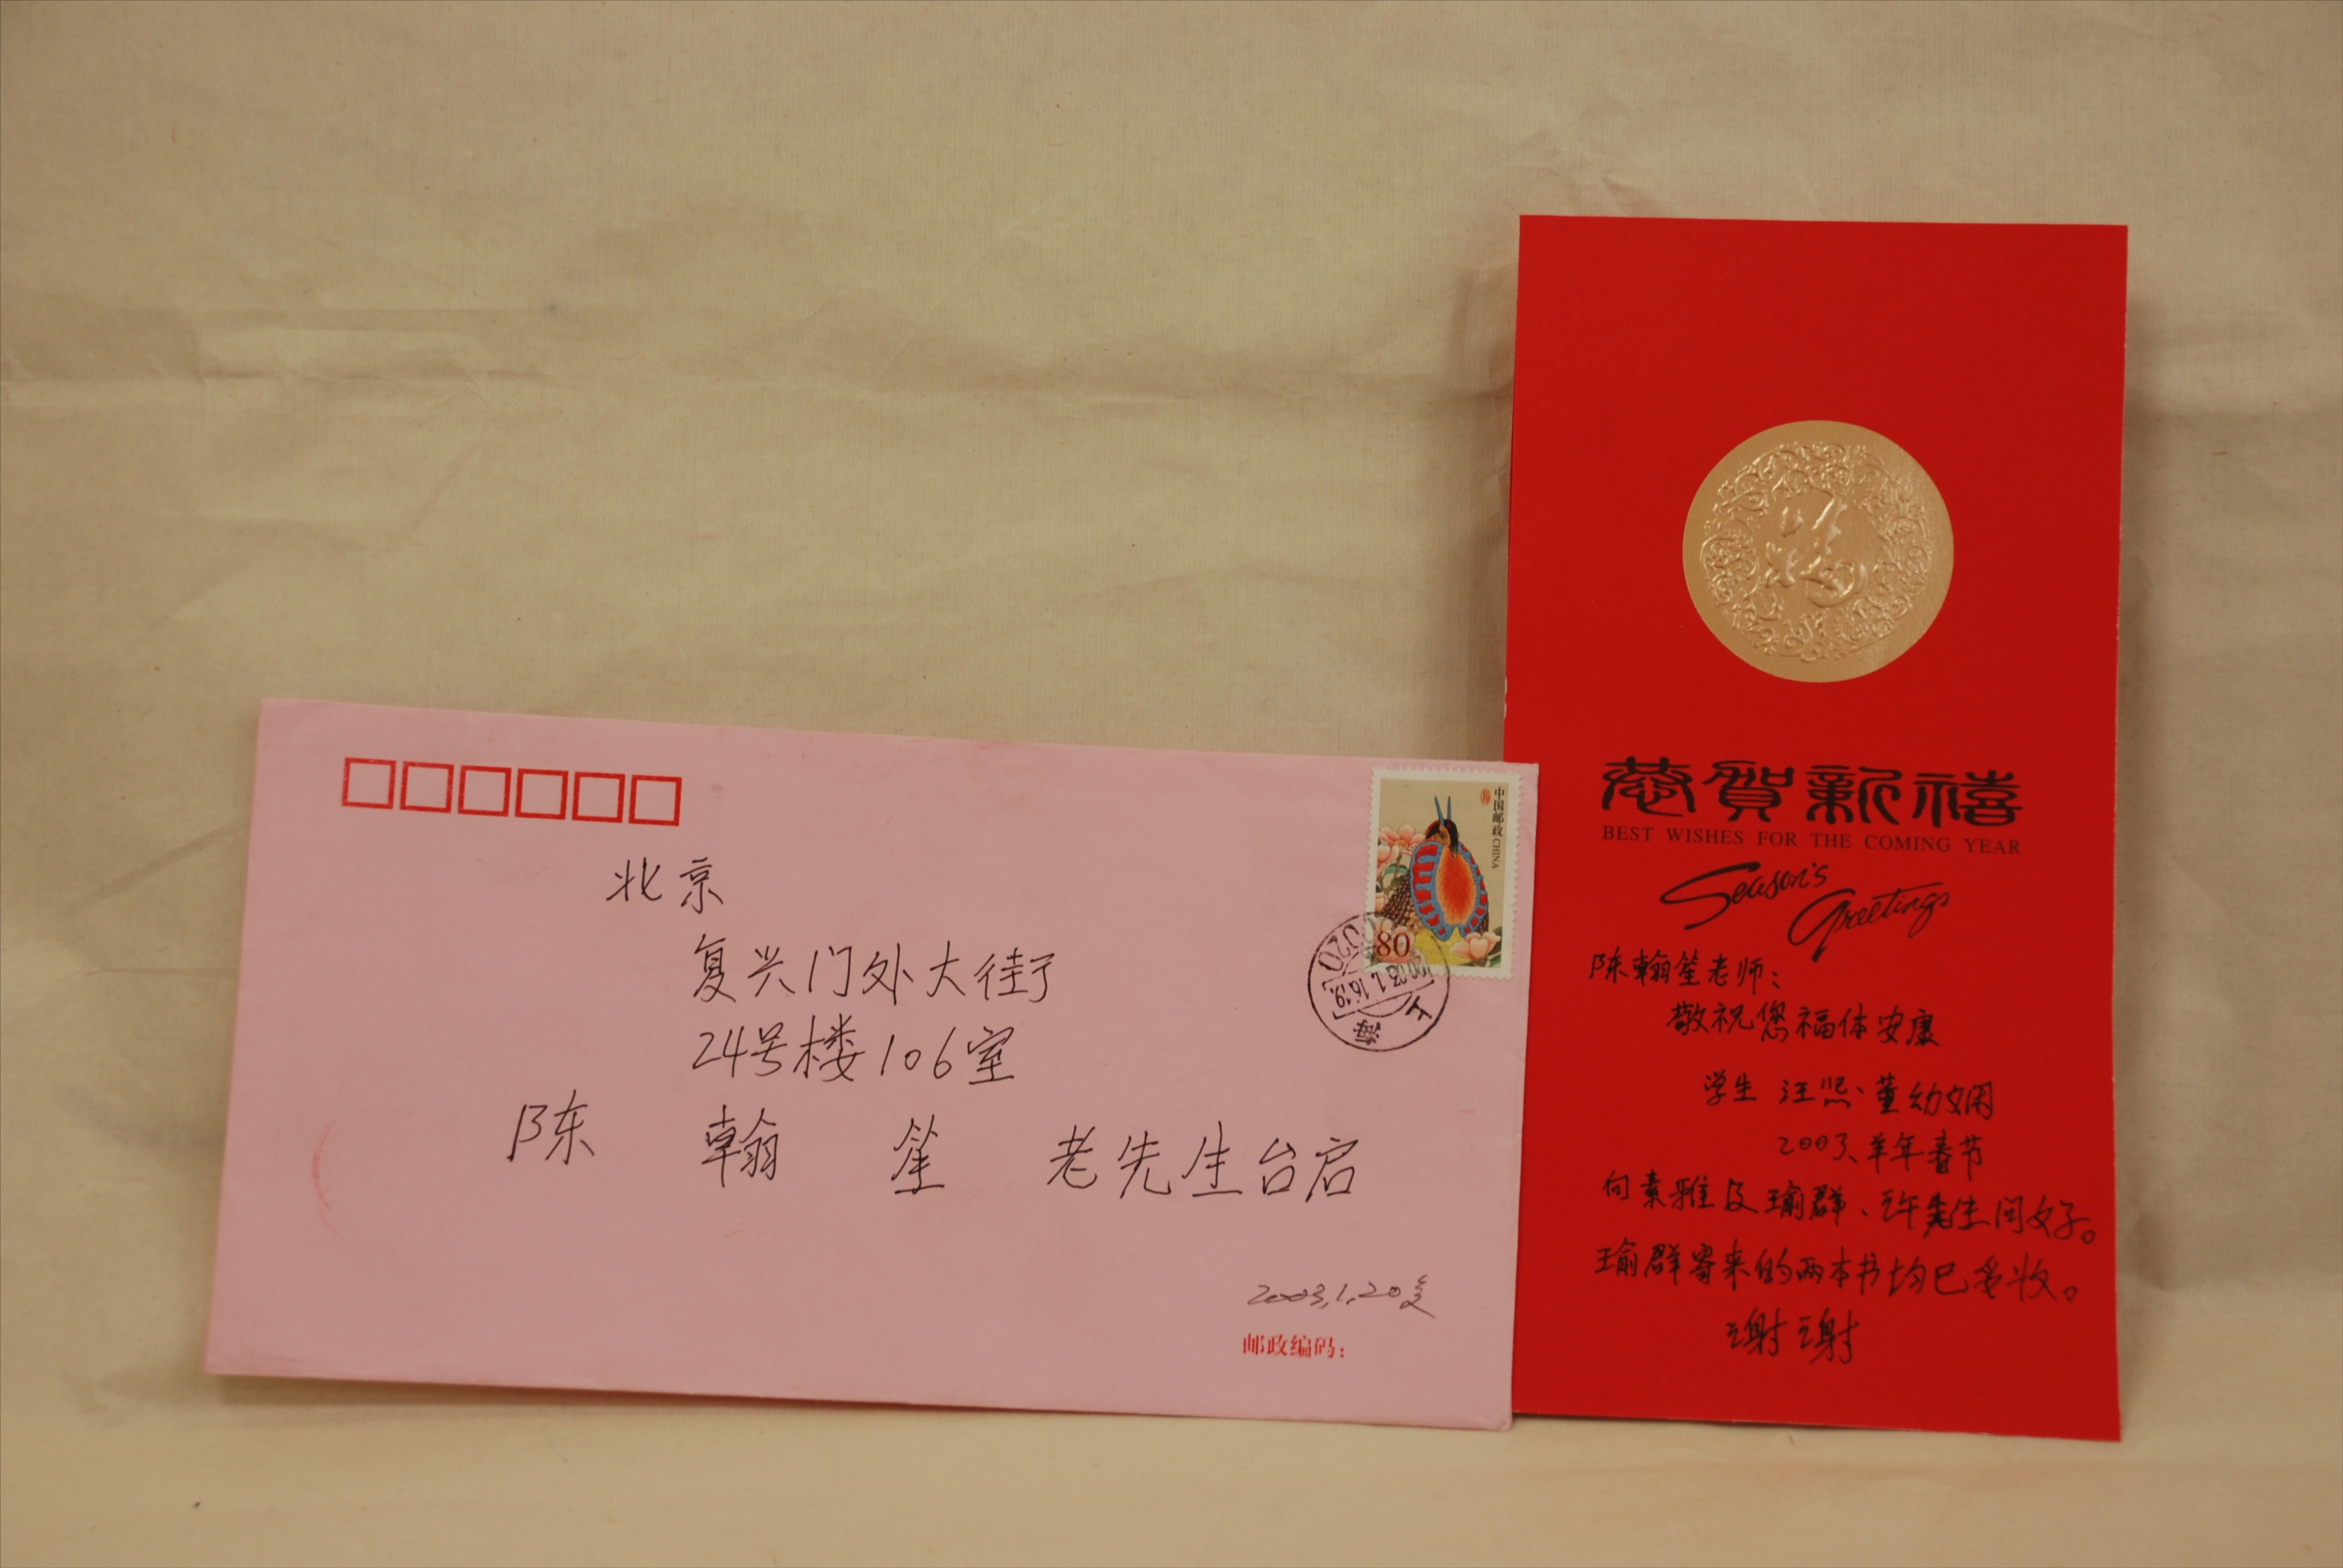 北京
复兴门外大街
24号楼106室
陈 翰 笙 老先生台启
2003.1.20复
邮政编码：
中国邮政 CHINA
80
上海
恭賀新禧
BEST WISHES FOR THE COMING YEAR
Season's
Greetings
陈翰笙老师：
敬祝您福体安康
学生 汪熙、董幼娴
2003、羊年春节
向素雅及瑜群、许先生问好。
瑜群寄来的两本书均已妥收。
谢谢